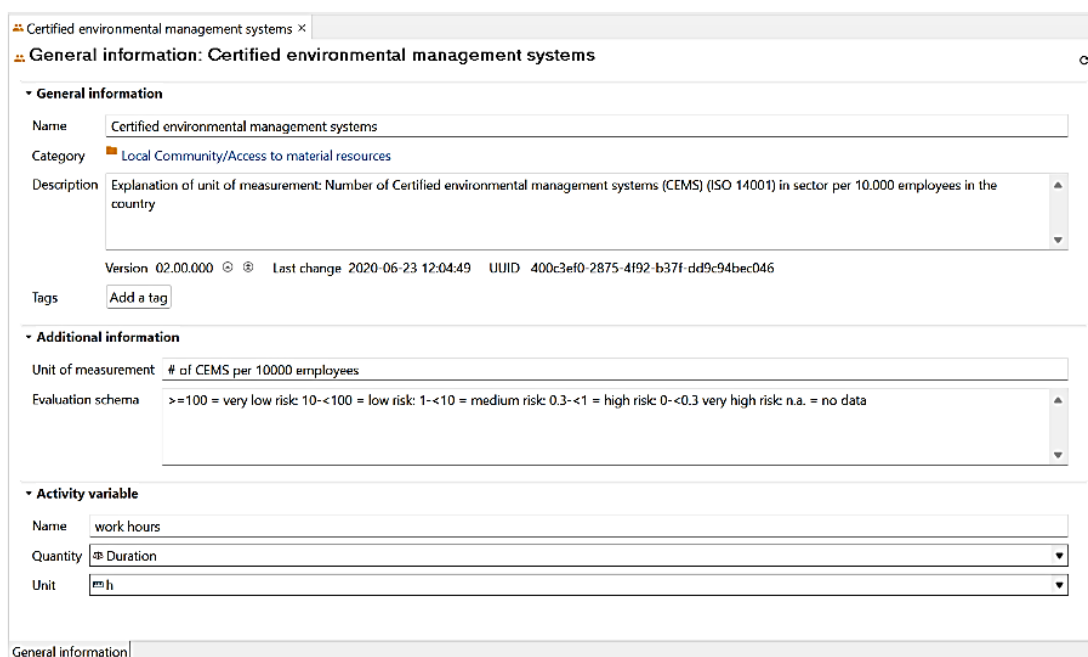 Certified environmental management systems ×
General information: Certified environmental management systems
General information
Name Certified environmental management systems
Category Local Community/Access to material resources
Description Explanation of unit of measurement: Number of Certified environmental management systems (CEMS) (ISO 14001) in sector per 10.000 employees in the
country
Version 02.00.000 Last change 2020-06-23 12:04:49 UUID 400c3ef0-2875-4f92-b37f-dd9c94bec046
Tags Add a tag
Additional information
Unit of measurement # of CEMS per 10000 employees
Evaluation schema >=100 = very low risk: 10-<100 = low risk: 1-<10 = medium risk: 0.3-<1 = high risk: 0-<0.3 very high risk: n.a. = no data
Activity variable
Name work hours
Quantity Duration
Unit h
General information